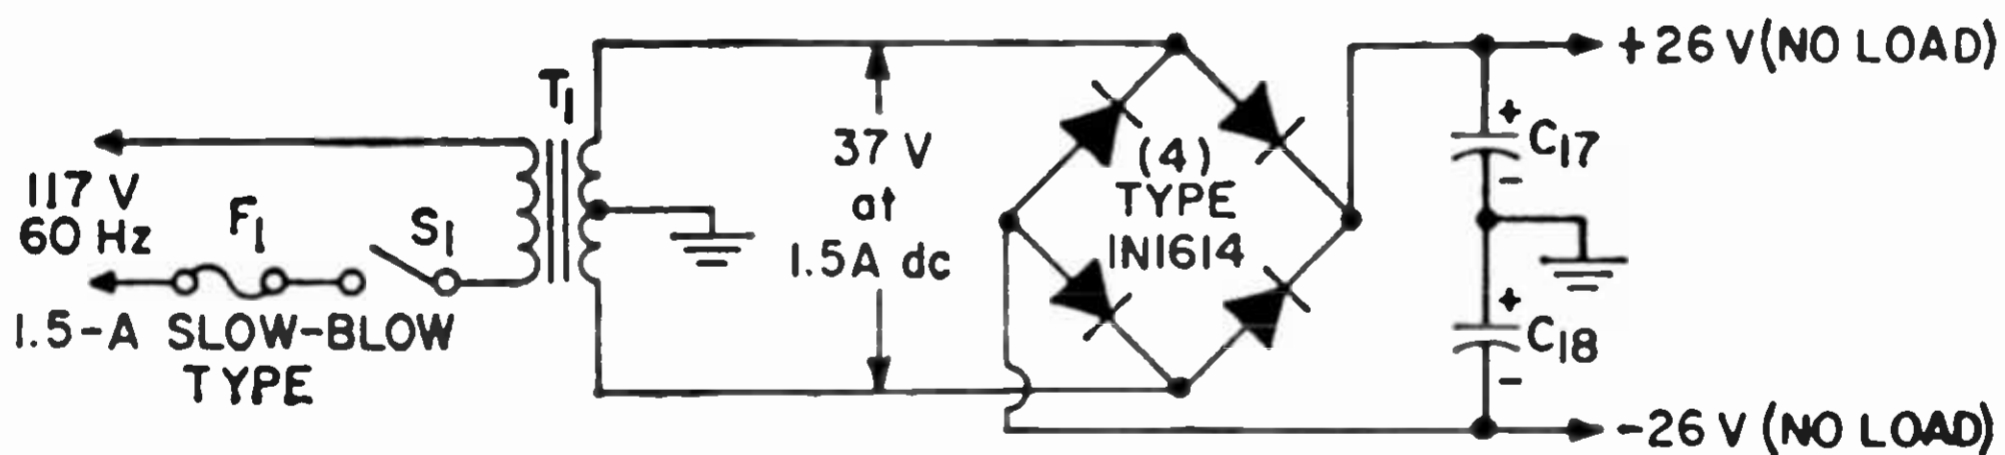 +26 V (NO LOAD)
T1
37 V
at
1.5A dc
(4)
TYPE
IN1614
+
C17
-
117 V
60 Hz
F1
S1
1.5-A SLOW-BLOW
TYPE
+
C18
-
-26 V (NO LOAD)